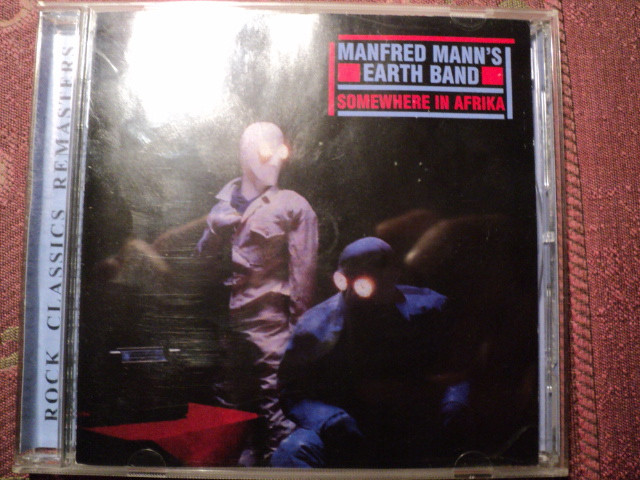 MANFRED MANN'S
EARTH BAND
SOMEWHERE IN AFRIKA
ROCK CLASSICS REMASTERS